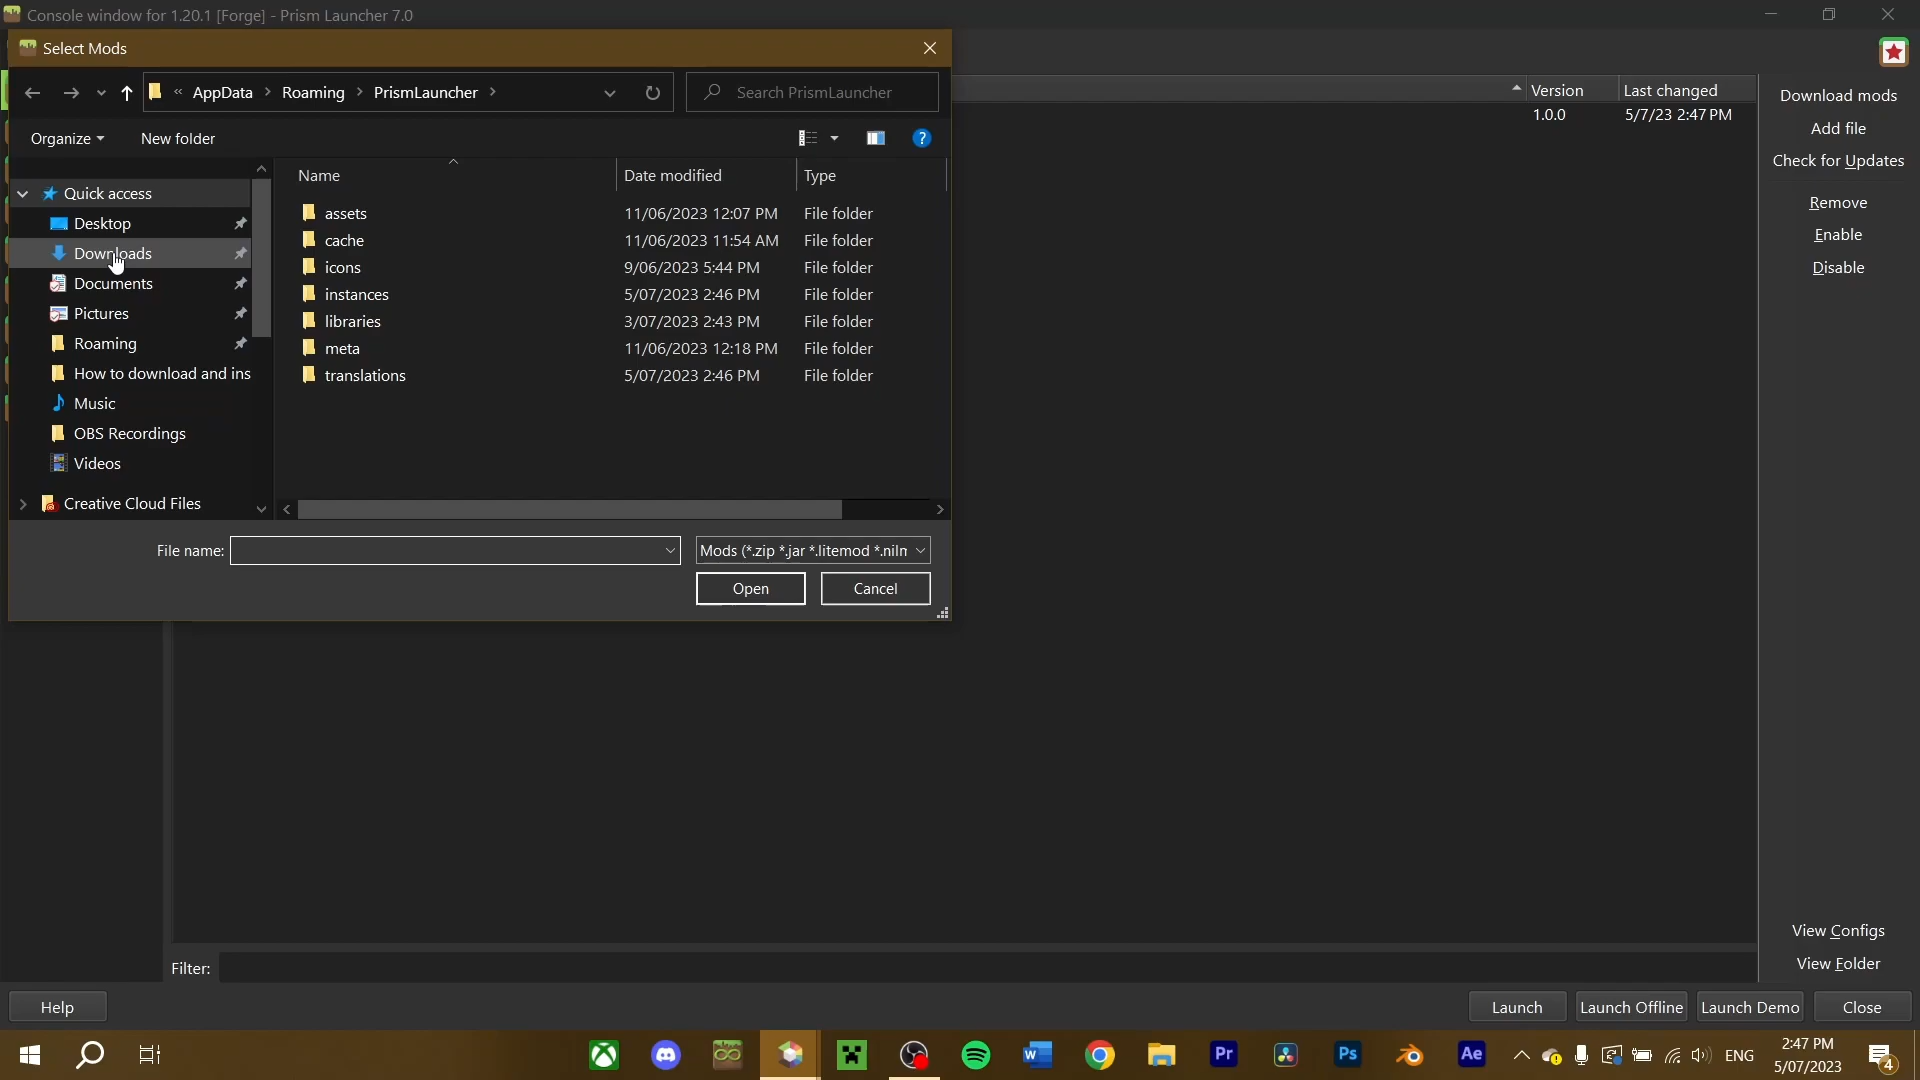 Console window for 1.20.1 [Forge] - Prism Launcher 7.0
Select Mods
« AppData > Roaming > PrismLauncher >
Search PrismLauncher
Organize
New folder
Name
Date modified
Type
Quick access
Desktop
Downloads
Documents
Pictures
Roaming
How to download and ins
Music
OBS Recordings
Videos
Creative Cloud Files
assets 11/06/2023 12:07 PM File folder
cache 11/06/2023 11:54 AM File folder
icons 9/06/2023 5:44 PM File folder
instances 5/07/2023 2:46 PM File folder
libraries 3/07/2023 2:43 PM File folder
meta 11/06/2023 12:18 PM File folder
translations 5/07/2023 2:46 PM File folder
File name:
Mods (*.zip *.jar *.litemod *.niln
Open
Cancel
Version
Last changed
1.0.0
5/7/23 2:47 PM
Download mods
Add file
Check for Updates
Remove
Enable
Disable
View Configs
View Folder
Filter:
Help
Launch
Launch Offline
Launch Demo
Close
W
Pr
Ps
Ae
ENG
2:47 PM
5/07/2023
4